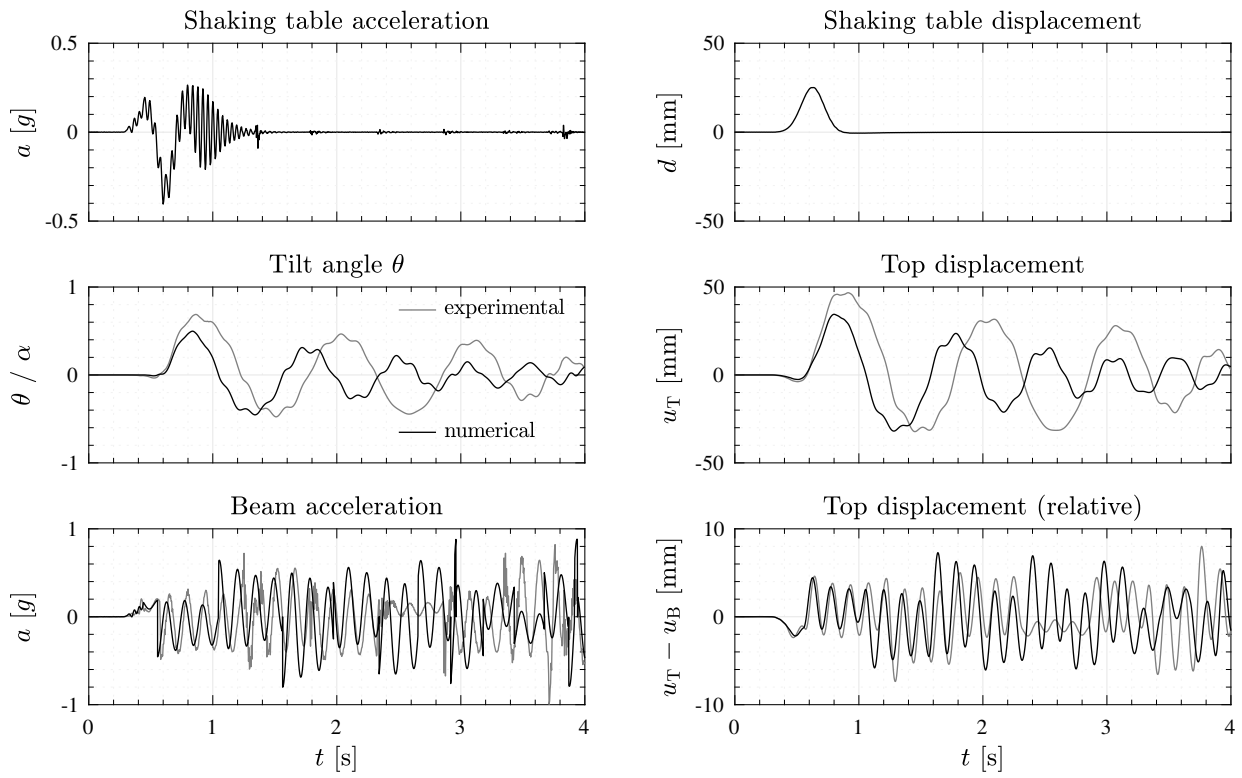 Shaking table acceleration
0.5
0
-0.5
a [g]
Shaking table displacement
50
0
-50
d [mm]
Tilt angle θ
1
0
-1
θ / α
experimental
numerical
Top displacement
50
0
-50
u_T [mm]
Beam acceleration
1
0
-1
a [g]
0 1 2 3 4
t [s]
Top displacement (relative)
10
0
-10
u_T − u_B [mm]
0 1 2 3 4
t [s]